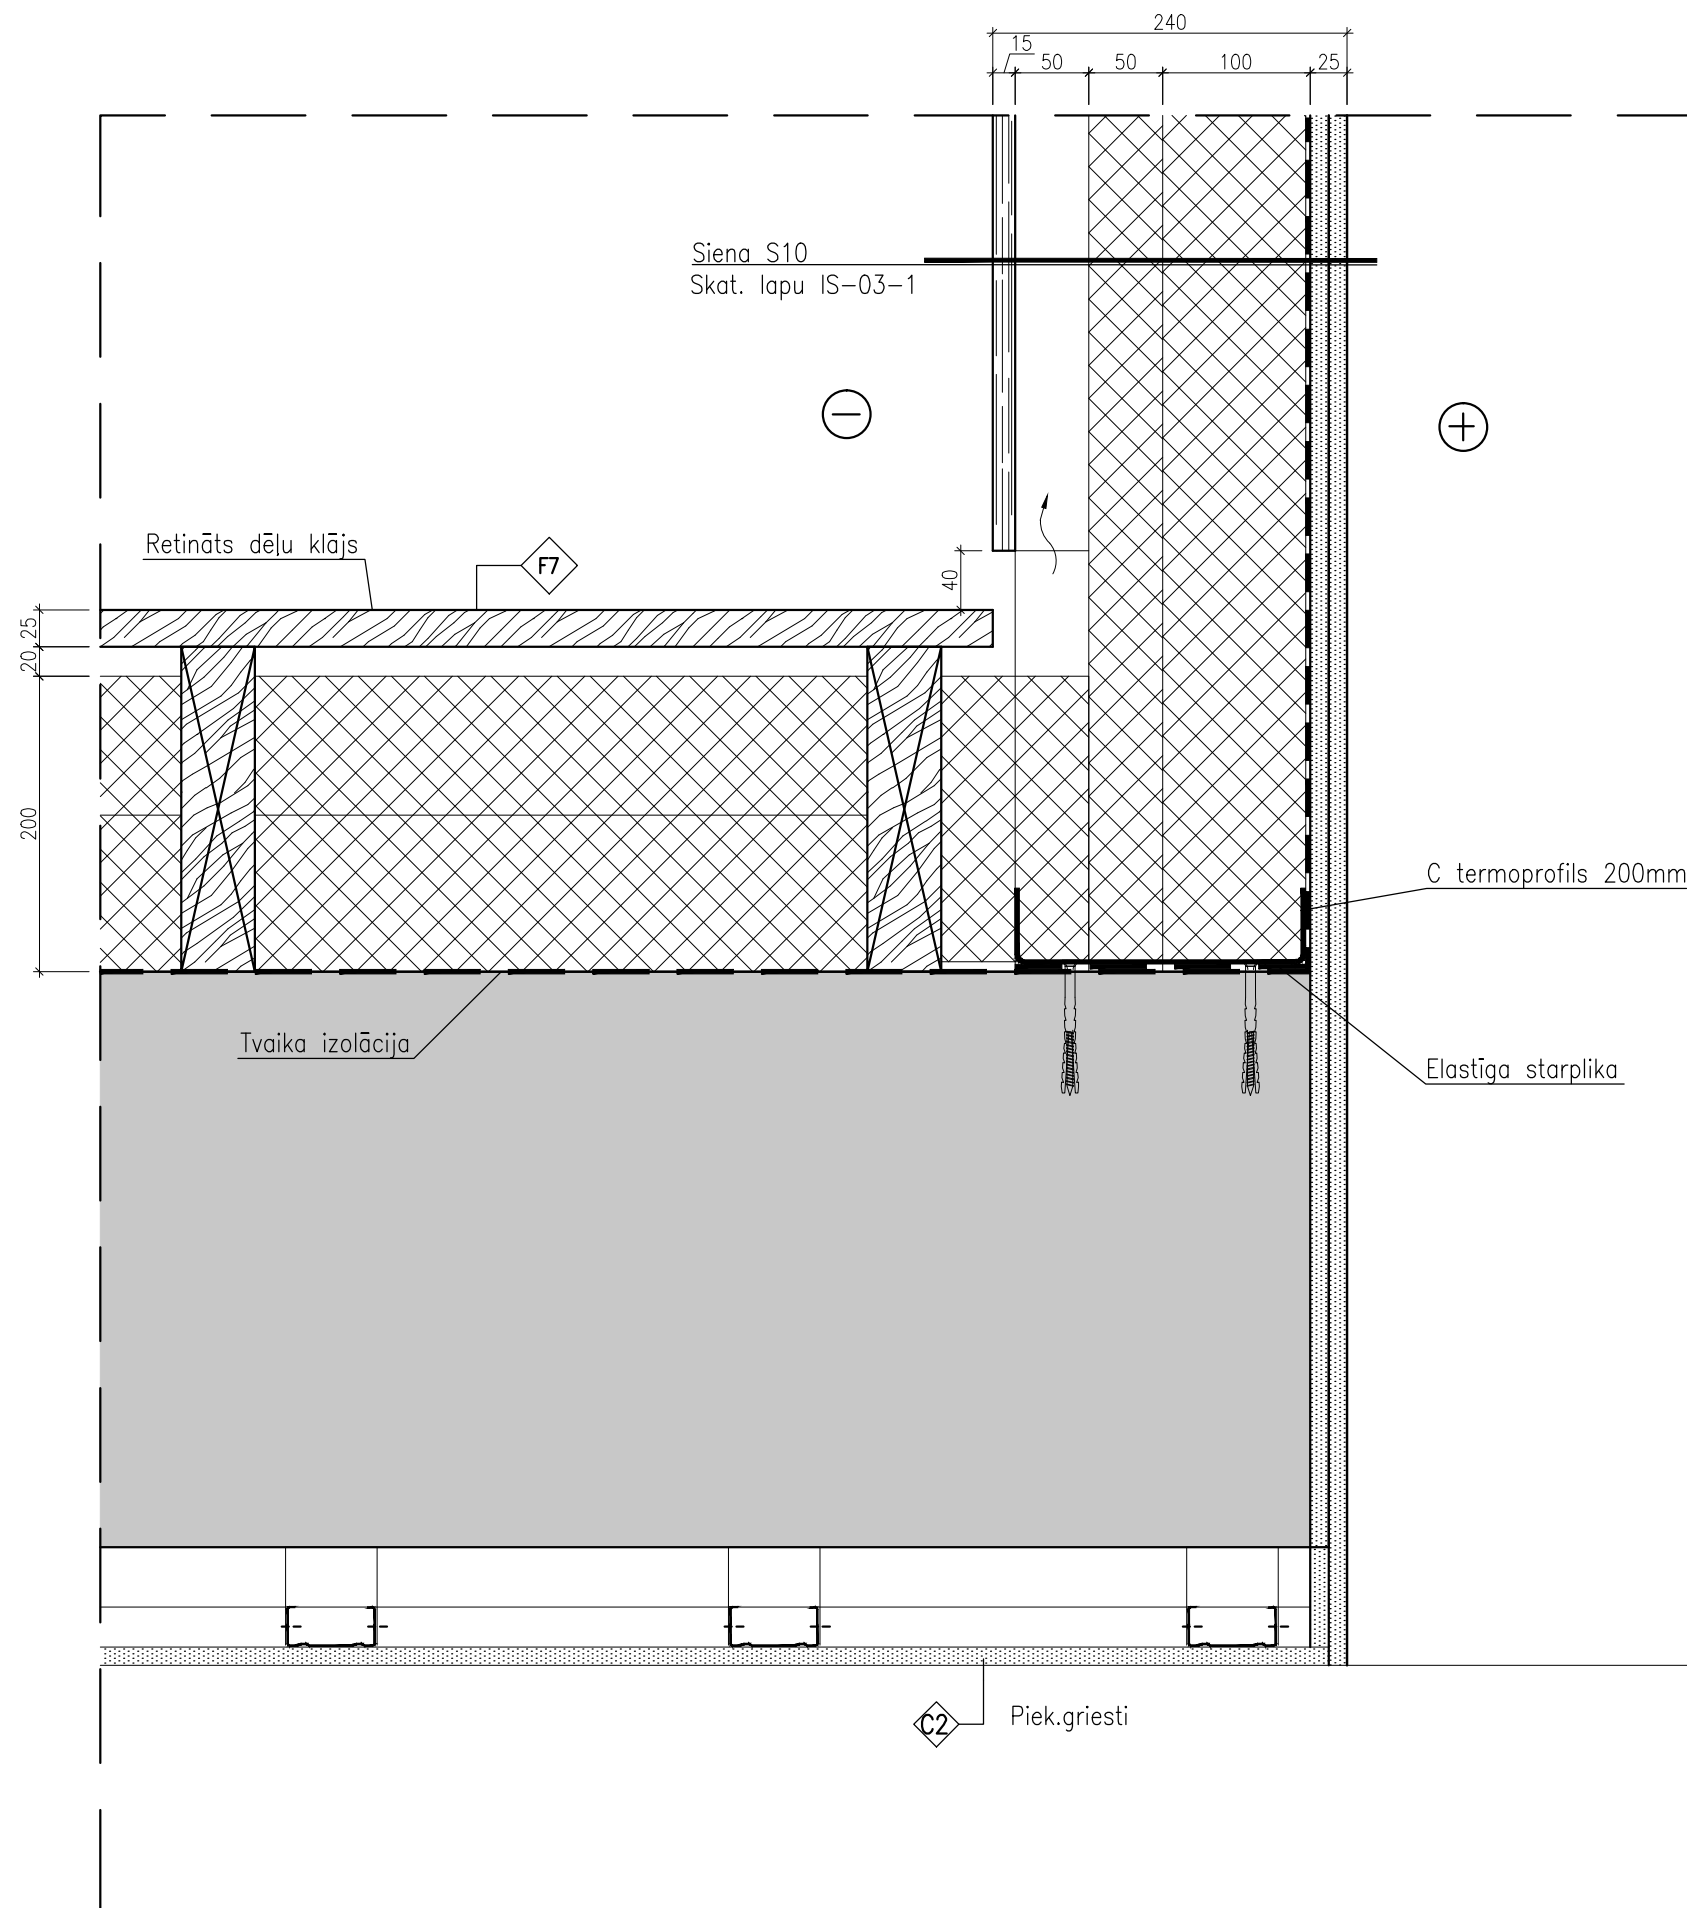 240
15
50
50
100
25
Siena S10
Skat. lapu IS-03-1
−
+
Retināts dēļu klājs
F7
40
25
20
200
C termoprofils 200mm
Tvaika izolācija
Elastīga starplika
C2
Piek.griesti